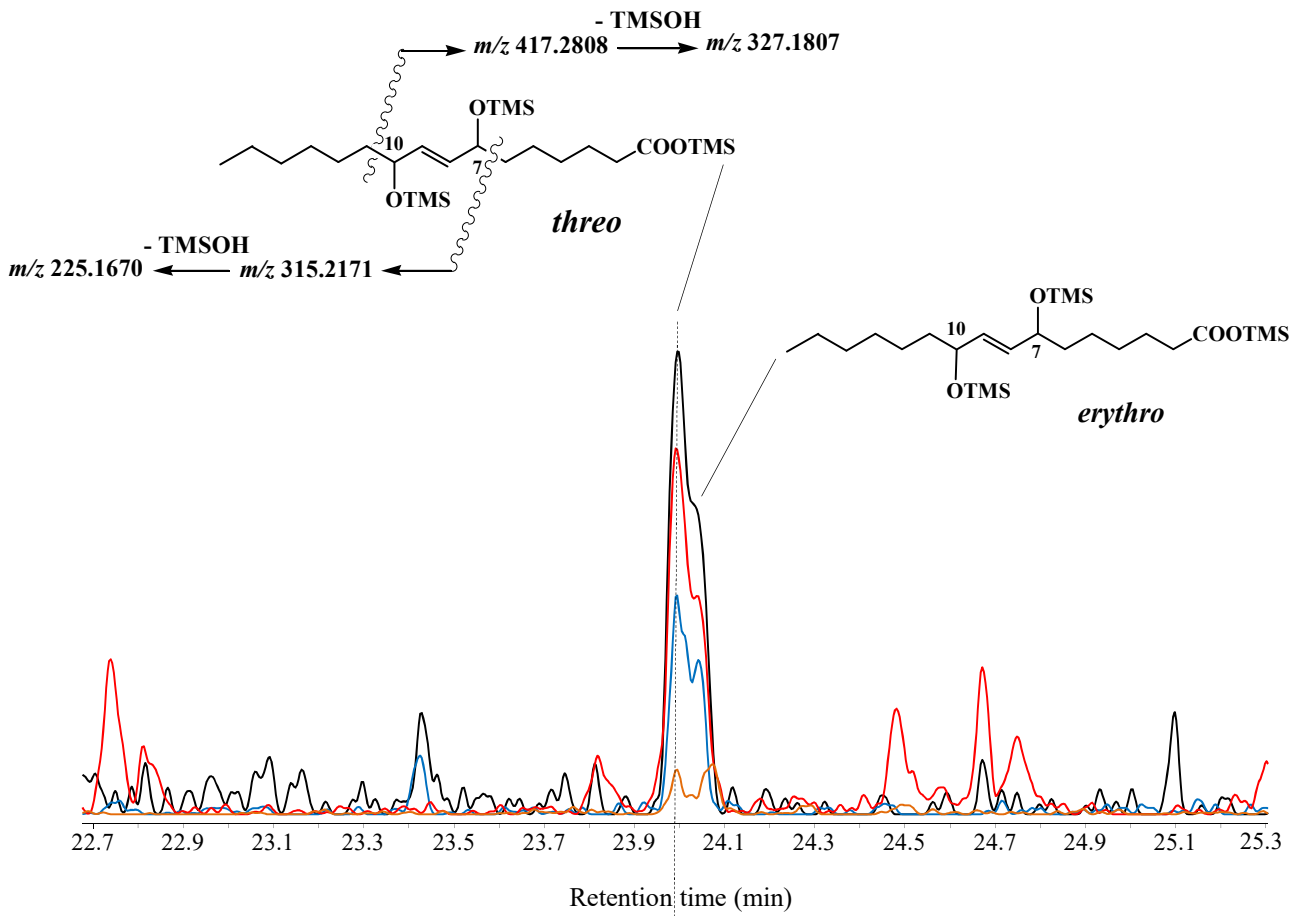 - TMSOH
m/z 417.2808
m/z 327.1807
OTMS
10
7
COOTMS
OTMS
threo
- TMSOH
m/z 225.1670
m/z 315.2171
OTMS
10
7
COOTMS
OTMS
erythro
22.7 22.9 23.1 23.3 23.5 23.7 23.9 24.1 24.3 24.5 24.7 24.9 25.1 25.3
Retention time (min)